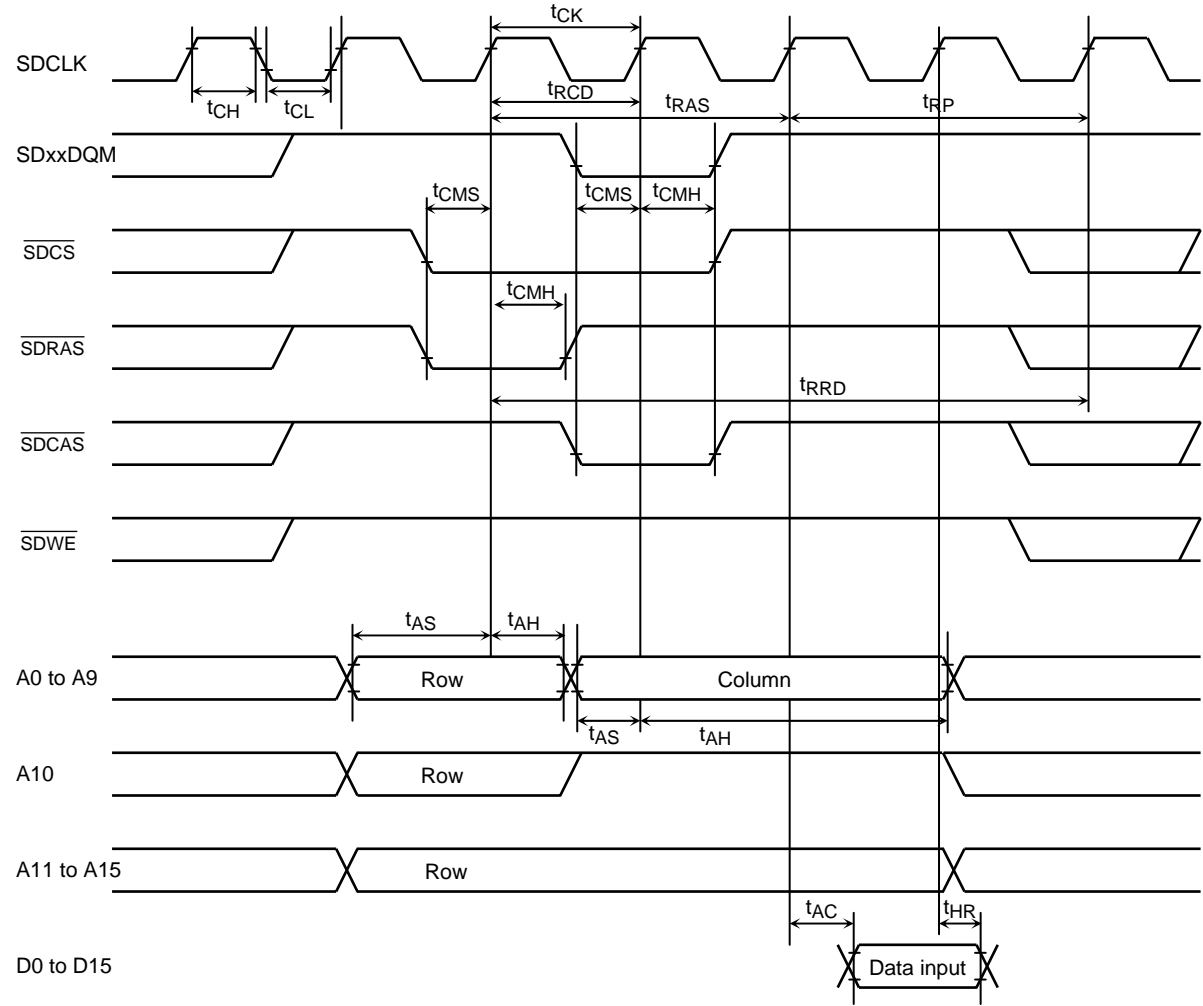 tCK
SDCLK
tRCD
tCH
tCL
tRAS
tRP
SDxxDQM
tCMS
tCMS
tCMH
SDCS
tCMH
SDRAS
tRRD
SDCAS
SDWE
tAS
tAH
A0 to A9
Row
Column
tAS
tAH
A10
Row
A11 to A15
Row
tAC
tHR
D0 to D15
Data input